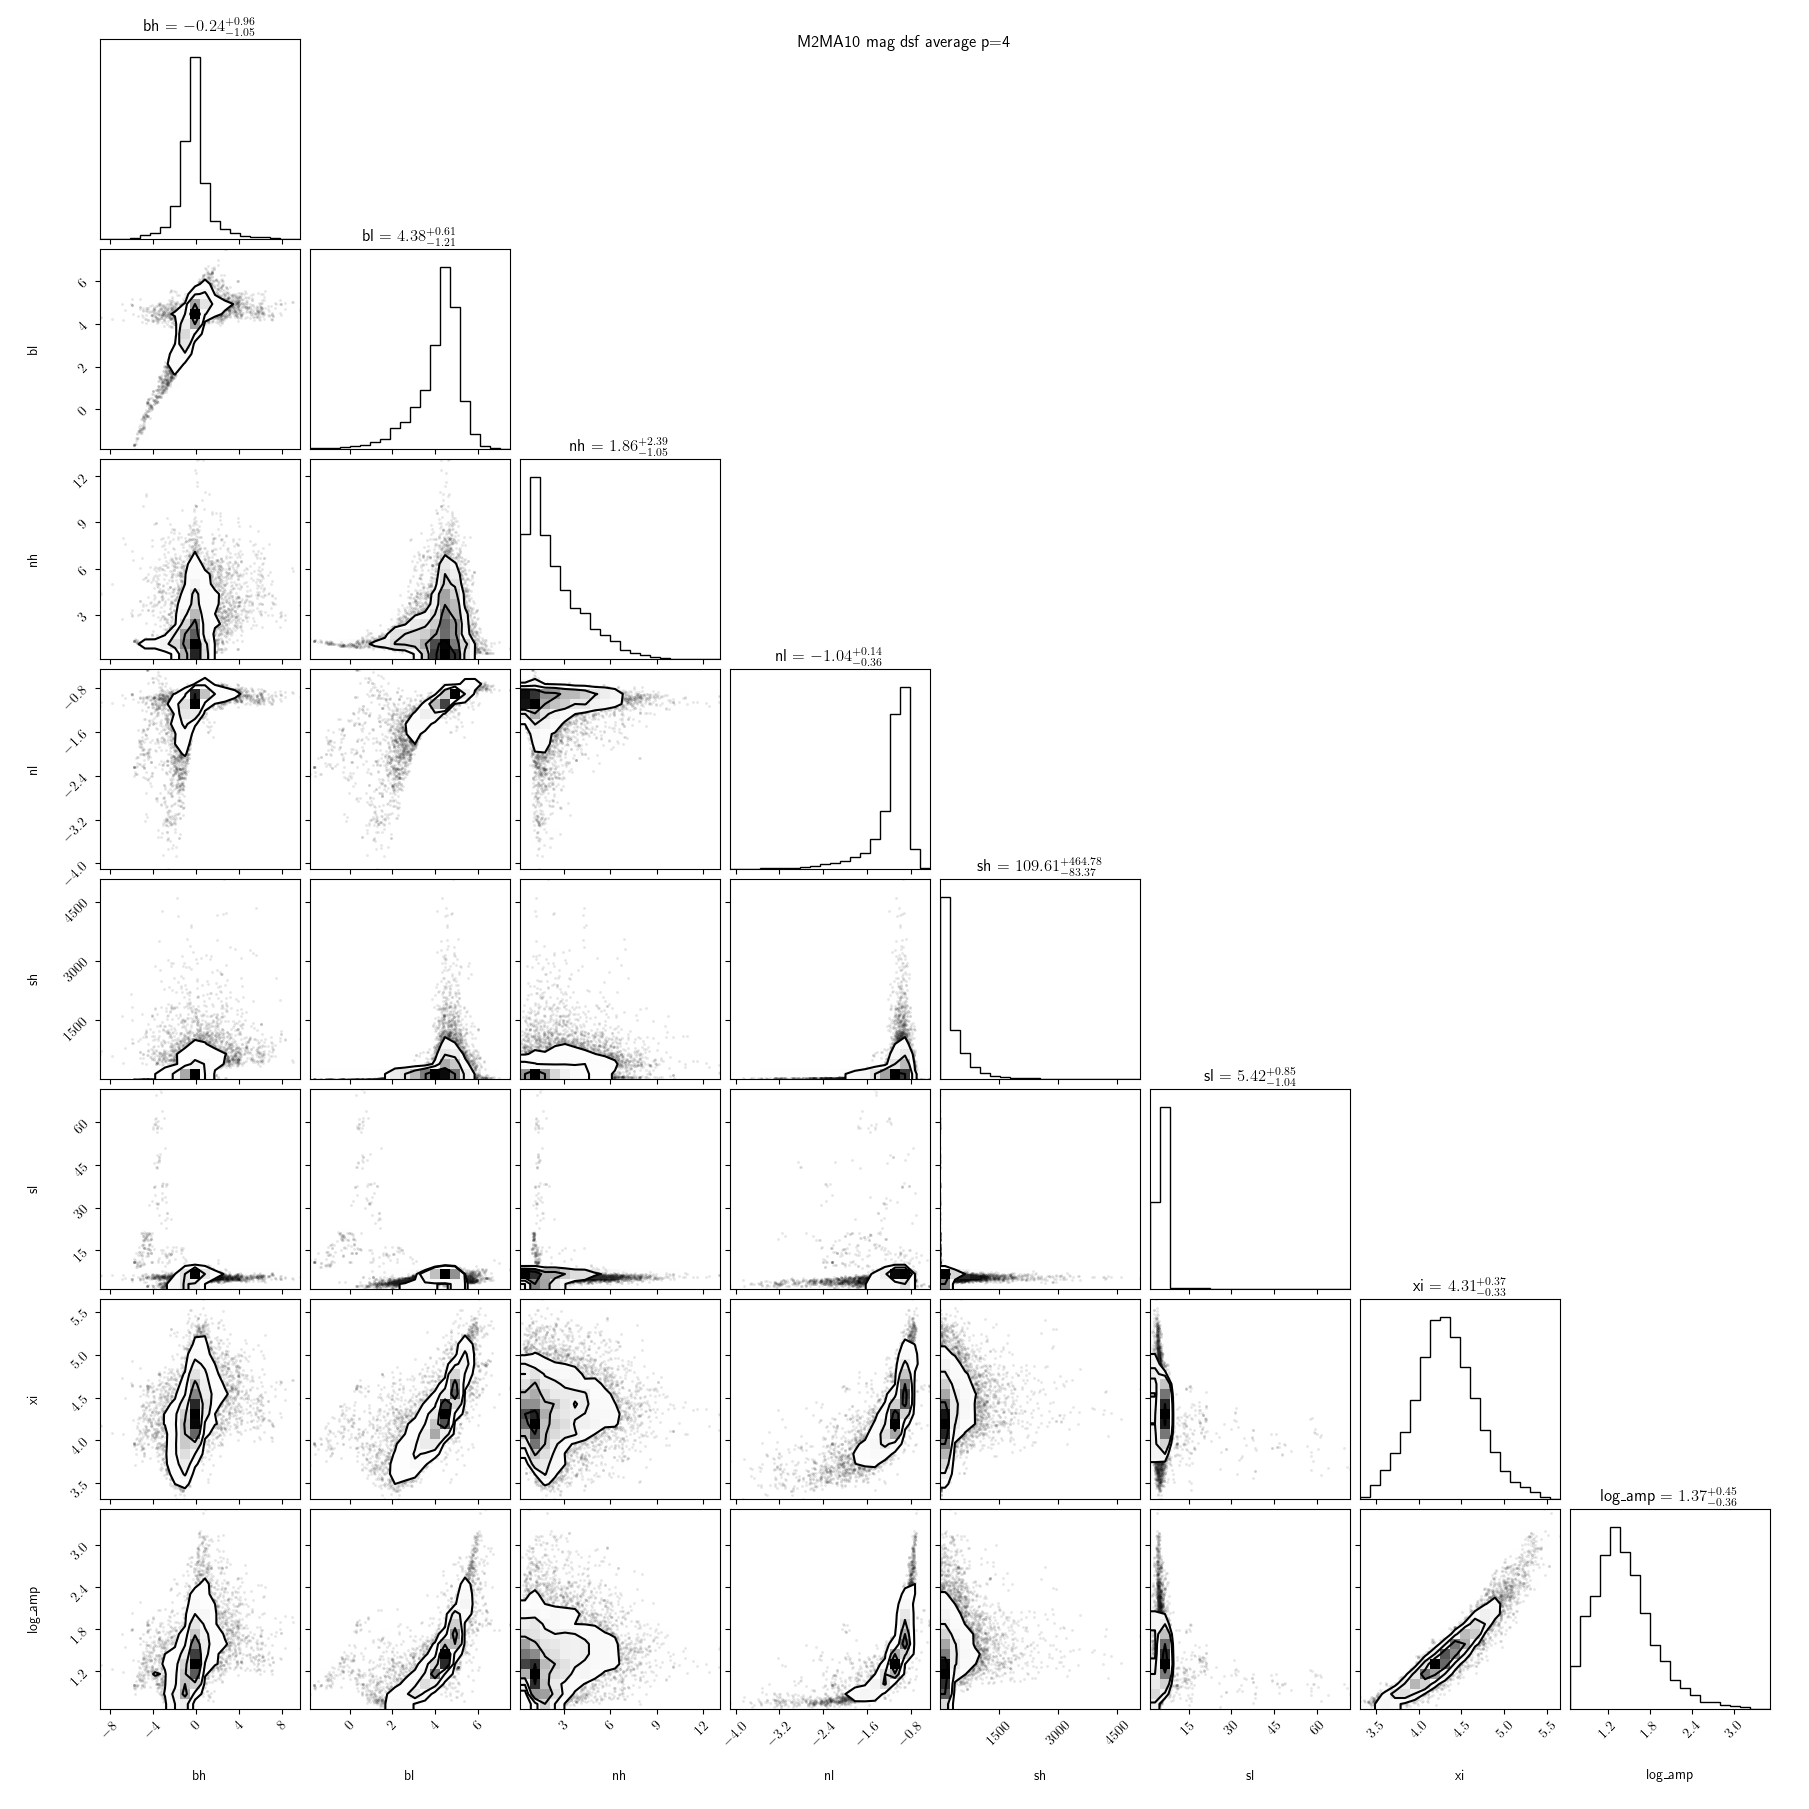 M2MA10 mag dsf average p=4
bh = −0.24^{+0.96}_{−1.05}
bl = 4.38^{+0.61}_{−1.21}
6
4
2
0
bl
nh = 1.86^{+2.39}_{−1.05}
12
9
6
3
nh
nl = −1.04^{+0.14}_{−0.36}
−0.8
−1.6
−2.4
−3.2
−4.0
nl
sh = 109.61^{+464.78}_{−83.37}
4500
3000
1500
sh
sl = 5.42^{+0.85}_{−1.04}
60
45
30
15
sl
xi = 4.31^{+0.37}_{−0.33}
5.5
5.0
4.5
4.0
3.5
xi
log_amp = 1.37^{+0.45}_{−0.36}
3.0
2.4
1.8
1.2
log_amp
−8 −4 0 4 8 0 2 4 6 3 6 9 12 −4.0 −3.2 −2.4 −1.6 −0.8 1500 3000 4500 15 30 45 60 3.5 4.0 4.5 5.0 5.5 1.2 1.8 2.4 3.0
bh bl nh nl sh sl xi log_amp